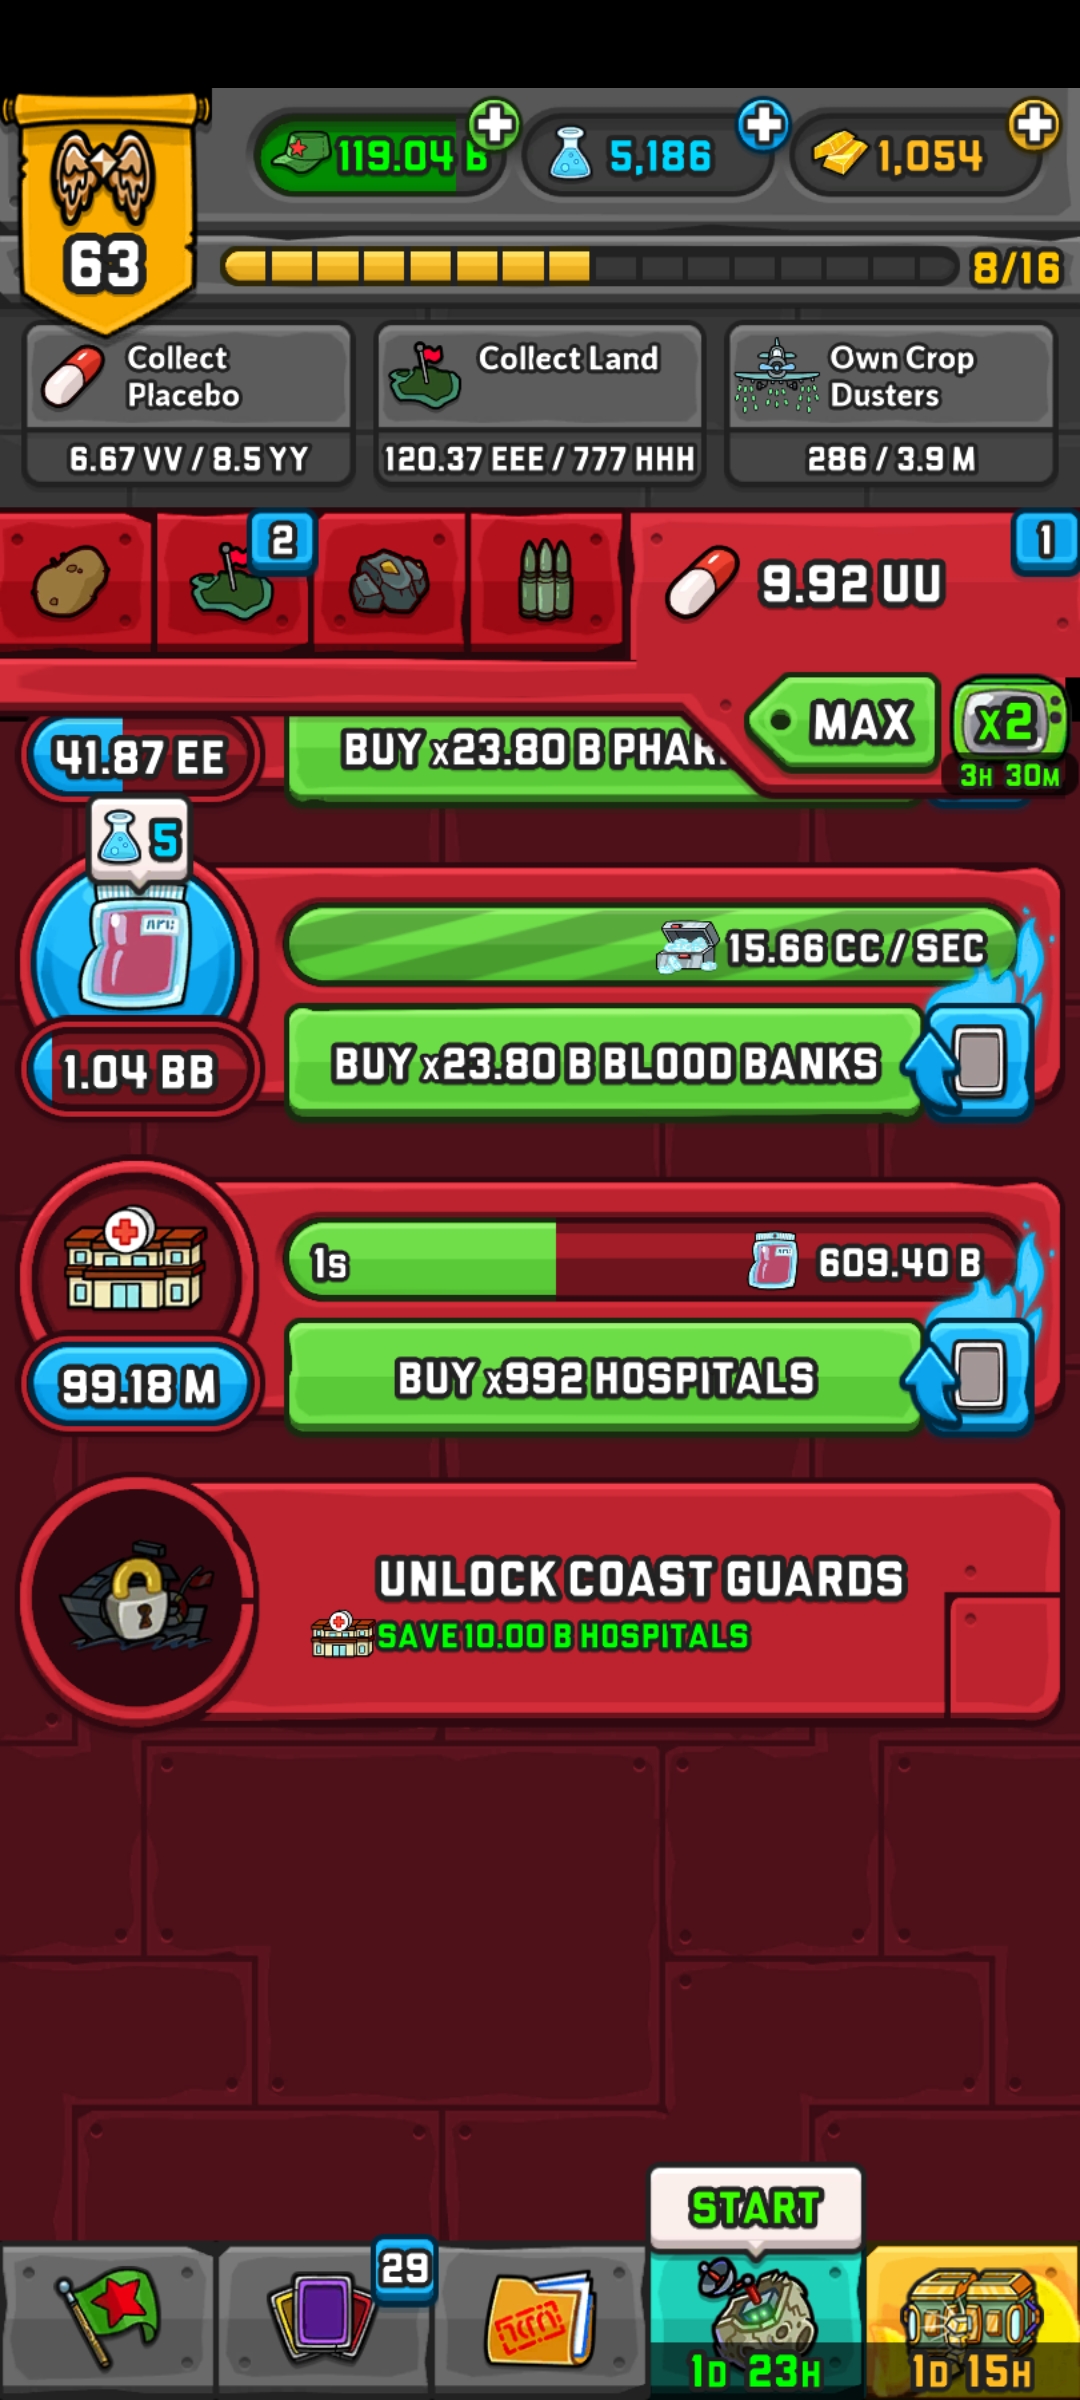 119.04 B
5,186
1,054
63
8/16
Collect
Placebo
6.67 VV / 8.5 YY
Collect Land
120.37 EEE / 777 HHH
Own Crop
Dusters
286 / 3.9 M
2
9.92 UU
1
MAX
x2
3H 30M
41.87 EE
BUY x23.80 B PHAR
5
15.66 CC / SEC
1.04 BB
BUY x23.80 B BLOOD BANKS
1s
609.40 B
99.18 M
BUY x992 HOSPITALS
UNLOCK COAST GUARDS
SAVE 10.00 B HOSPITALS
START
29
1D 23H
1D 15H